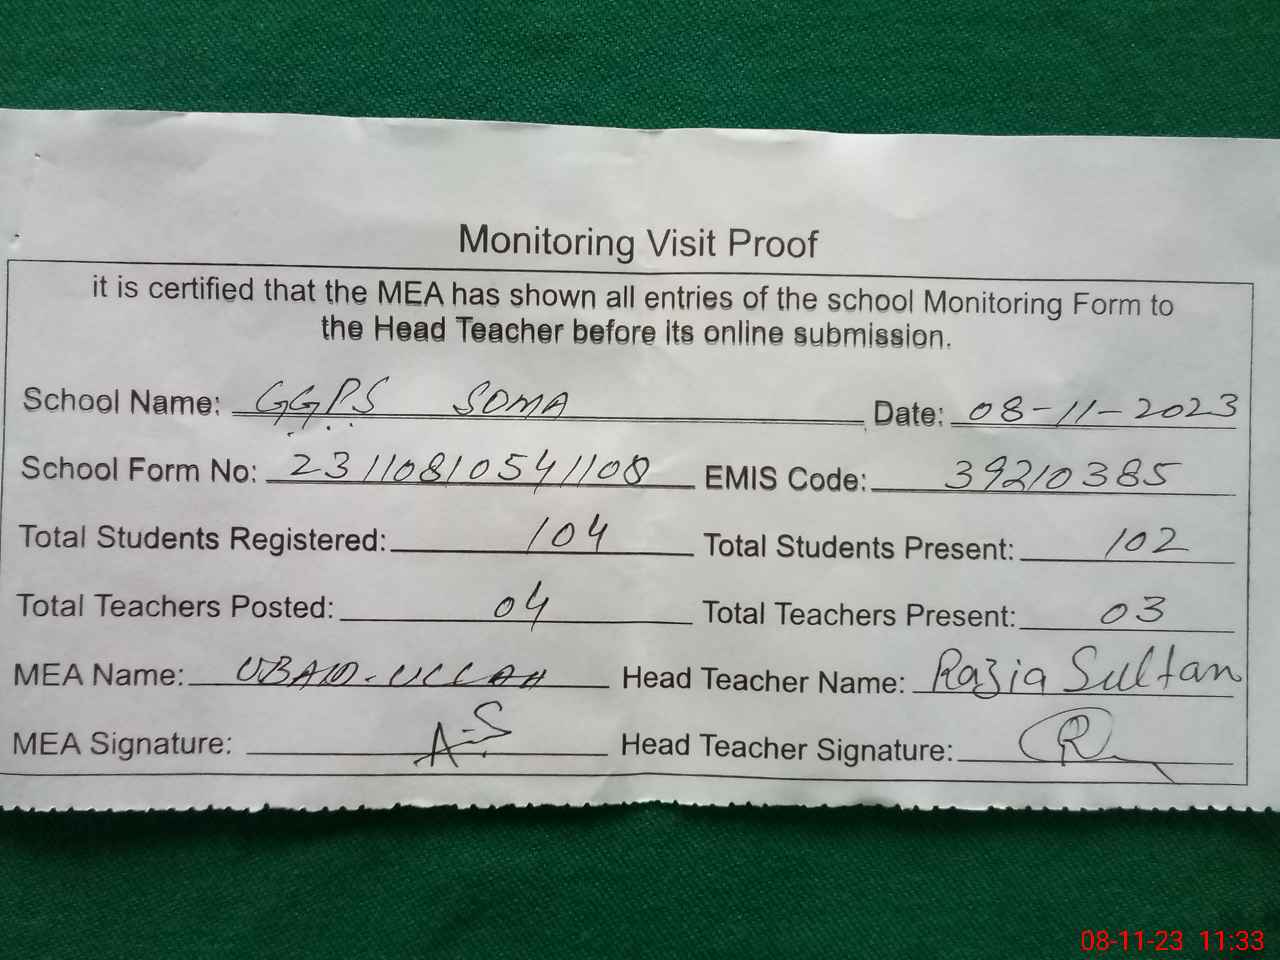 Monitoring Visit Proof
it is certified that the MEA has shown all entries of the school Monitoring Form to
the Head Teacher before its online submission.
School Name: GGPS SOMA Date: 08-11-2023
School Form No: 23110810541108 EMIS Code: 39210385
Total Students Registered: 104 Total Students Present: 102
Total Teachers Posted: 04 Total Teachers Present: 03
MEA Name: UBAID-ULLAH Head Teacher Name: Razia Sultan
MEA Signature: Head Teacher Signature:
08-11-23 11:33